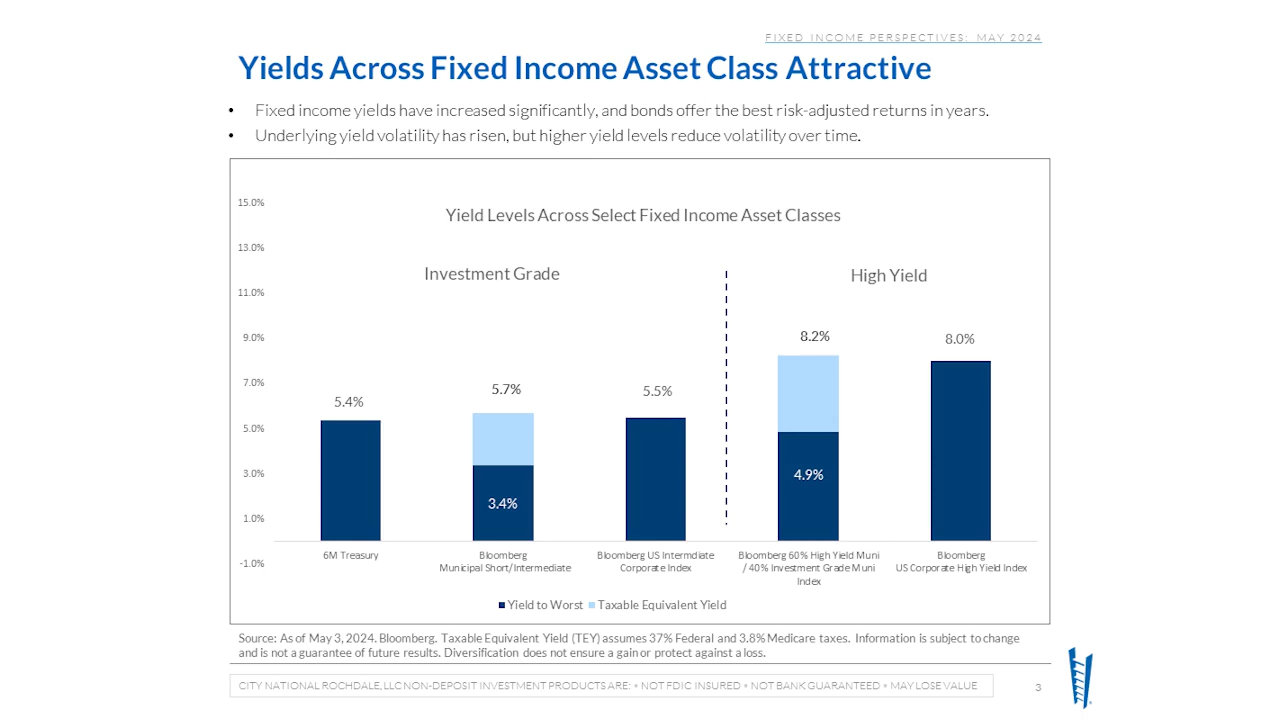 FIXED INCOME PERSPECTIVES: MAY 2024
Yields Across Fixed Income Asset Class Attractive
• Fixed income yields have increased significantly, and bonds offer the best risk-adjusted returns in years.
• Underlying yield volatility has risen, but higher yield levels reduce volatility over time.
Yield Levels Across Select Fixed Income Asset Classes
Investment Grade
High Yield
15.0%
13.0%
11.0%
9.0%
7.0%
5.0%
3.0%
1.0%
-1.0%
5.4%
5.7%
3.4%
5.5%
8.2%
4.9%
8.0%
6M Treasury
Bloomberg
Municipal Short/Intermediate
Bloomberg US Intermdiate
Corporate Index
Bloomberg 60% High Yield Muni
/ 40% Investment Grade Muni
Index
Bloomberg
US Corporate High Yield Index
Yield to Worst
Taxable Equivalent Yield
Source: As of May 3, 2024. Bloomberg. Taxable Equivalent Yield (TEY) assumes 37% Federal and 3.8% Medicare taxes. Information is subject to change
and is not a guarantee of future results. Diversification does not ensure a gain or protect against a loss.
CITY NATIONAL ROCHDALE, LLC NON-DEPOSIT INVESTMENT PRODUCTS ARE: • NOT FDIC INSURED • NOT BANK GUARANTEED • MAY LOSE VALUE
3